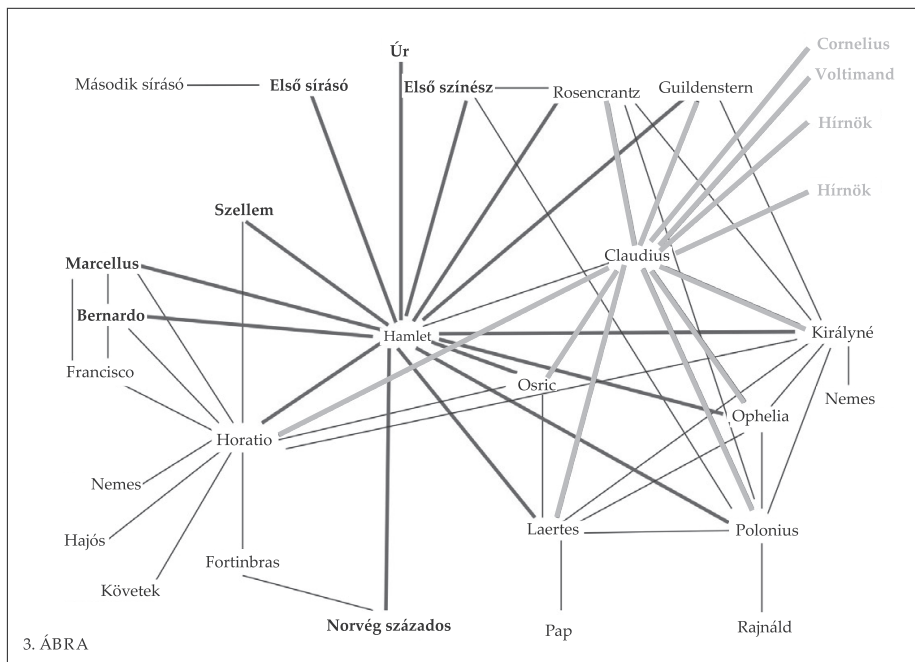 Úr
Cornelius
Voltimand
Második sírásó
Első sírásó
Első színész
Rosencrantz
Guildenstern
Hírnök
Hírnök
Szellem
Marcellus
Claudius
Bernardo
Hamlet
Királyné
Francisco
Osric
Nemes
Ophelia
Horatio
Nemes
Laertes
Polonius
Hajós
Fortinbras
Követek
Norvég százados
Pap
Rajnáld
3. ÁBRA